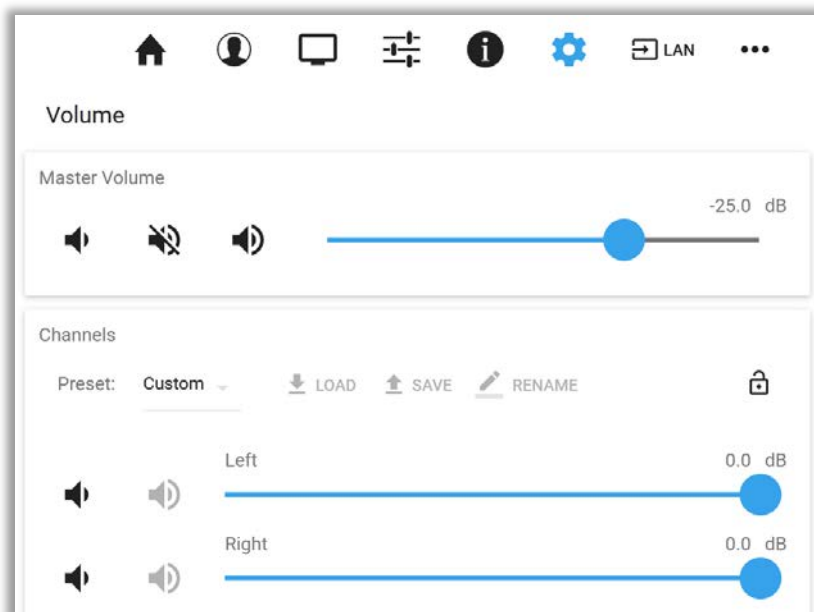 LAN
Volume
Master Volume
-25.0 dB
Channels
Preset: Custom LOAD SAVE RENAME
Left 0.0 dB
Right 0.0 dB